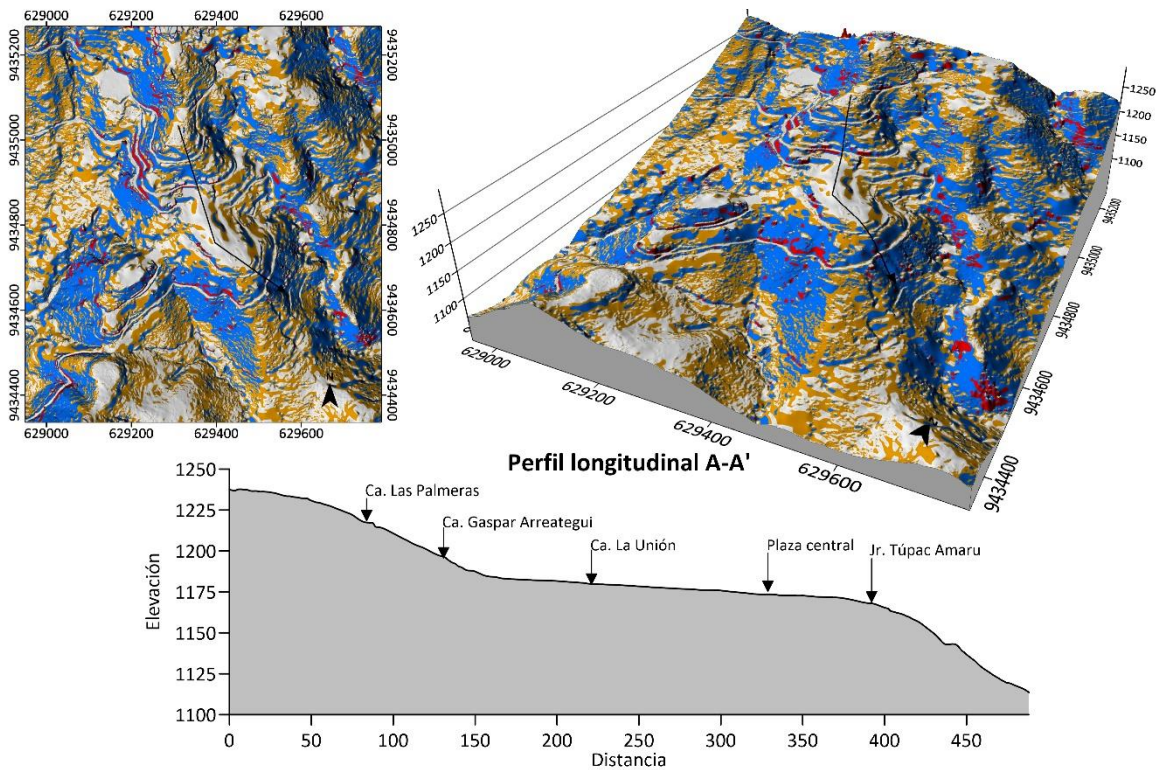 629000 629200 629400 629600
9435200
9435000
9434800
9434600
9434400
9435200
9435000
9434800
9434600
9434400
N
629000 629200 629400 629600
A
1250
1200
1150
1100
1250
1200
1150
1100
9435200
9435000
9434800
9434600
9434400
629000
629200
629400
629600
Perfil longitudinal A-A'
1250
1225
1200
1175
1150
1125
1100
Elevación
Ca. Las Palmeras
Ca. Gaspar Arreategui
Ca. La Unión
Plaza central
Jr. Túpac Amaru
0 50 100 150 200 250 300 350 400 450
Distancia